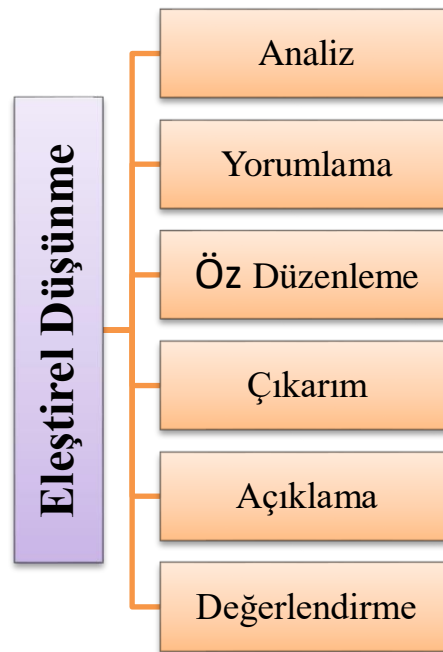 Eleştirel Düşünme
Analiz
Yorumlama
Öz Düzenleme
Çıkarım
Açıklama
Değerlendirme